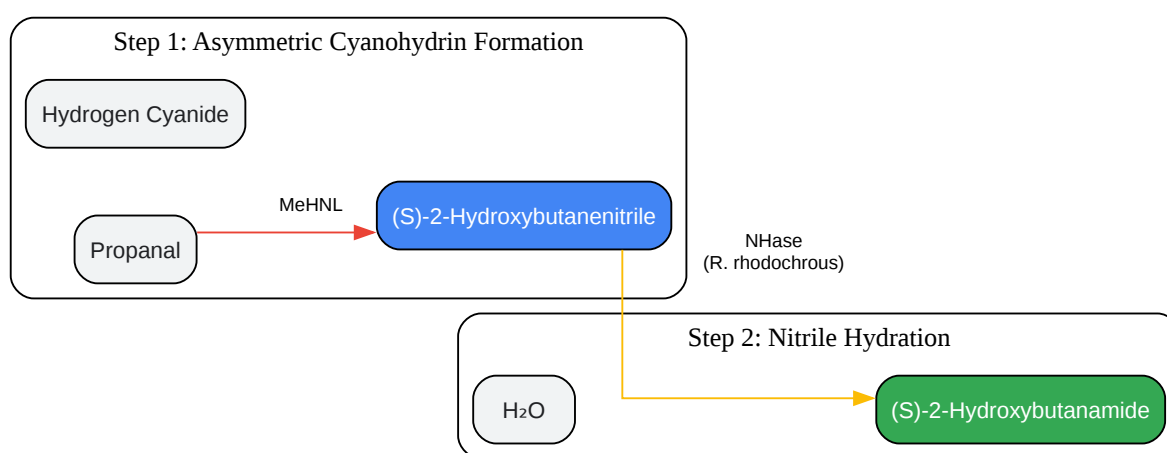 Step 1: Asymmetric Cyanohydrin Formation
Hydrogen Cyanide
MeHNL
(S)-2-Hydroxybutanenitrile
Propanal
NHase
(R. rhodochrous)
Step 2: Nitrile Hydration
H₂O
(S)-2-Hydroxybutanamide